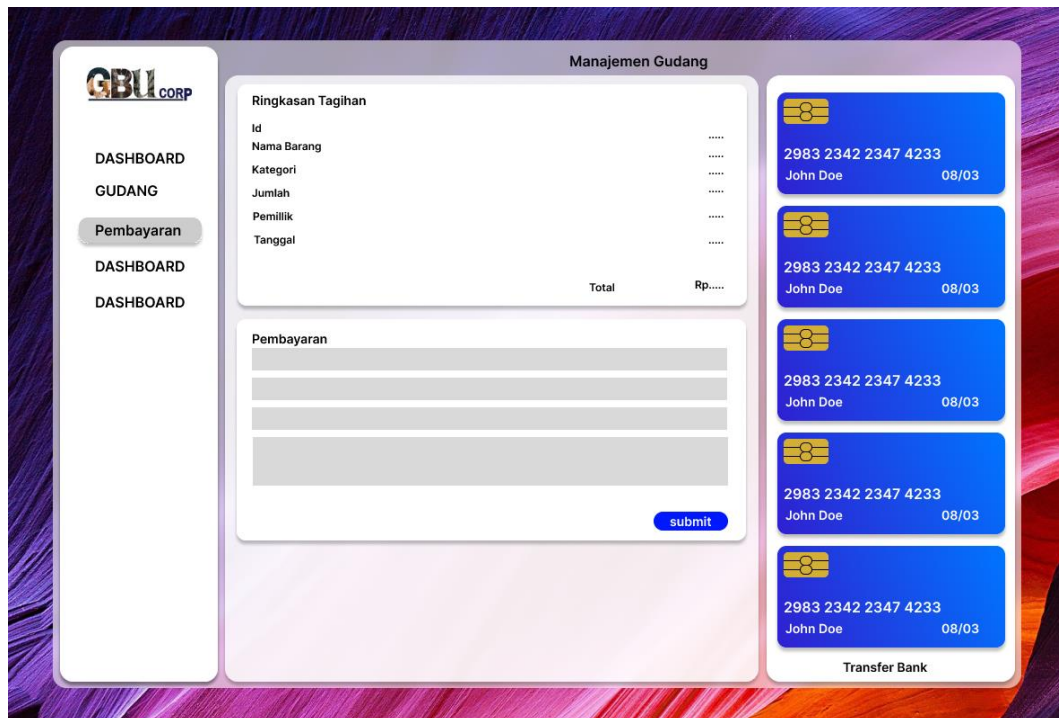 Manajemen Gudang
GBU CORP
DASHBOARD
GUDANG
Pembayaran
DASHBOARD
DASHBOARD
Ringkasan Tagihan
Id .....
Nama Barang .....
Kategori .....
Jumlah .....
Pemillik .....
Tanggal .....
Total Rp.....
Pembayaran
submit
2983 2342 2347 4233
John Doe 08/03
2983 2342 2347 4233
John Doe 08/03
2983 2342 2347 4233
John Doe 08/03
2983 2342 2347 4233
John Doe 08/03
2983 2342 2347 4233
John Doe 08/03
Transfer Bank